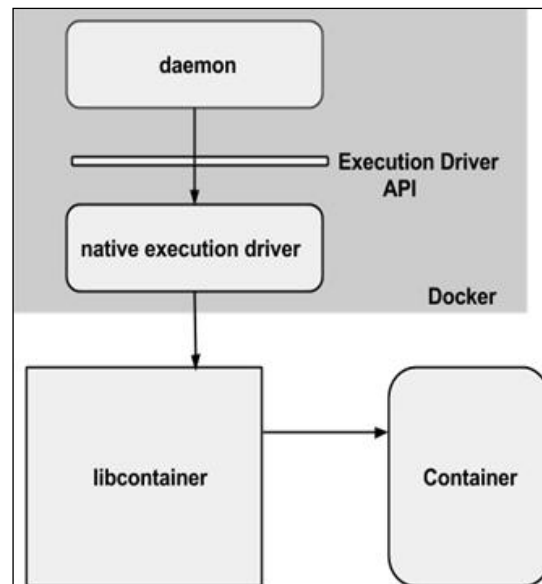 daemon
Execution Driver
API
native execution driver
Docker
libcontainer
Container